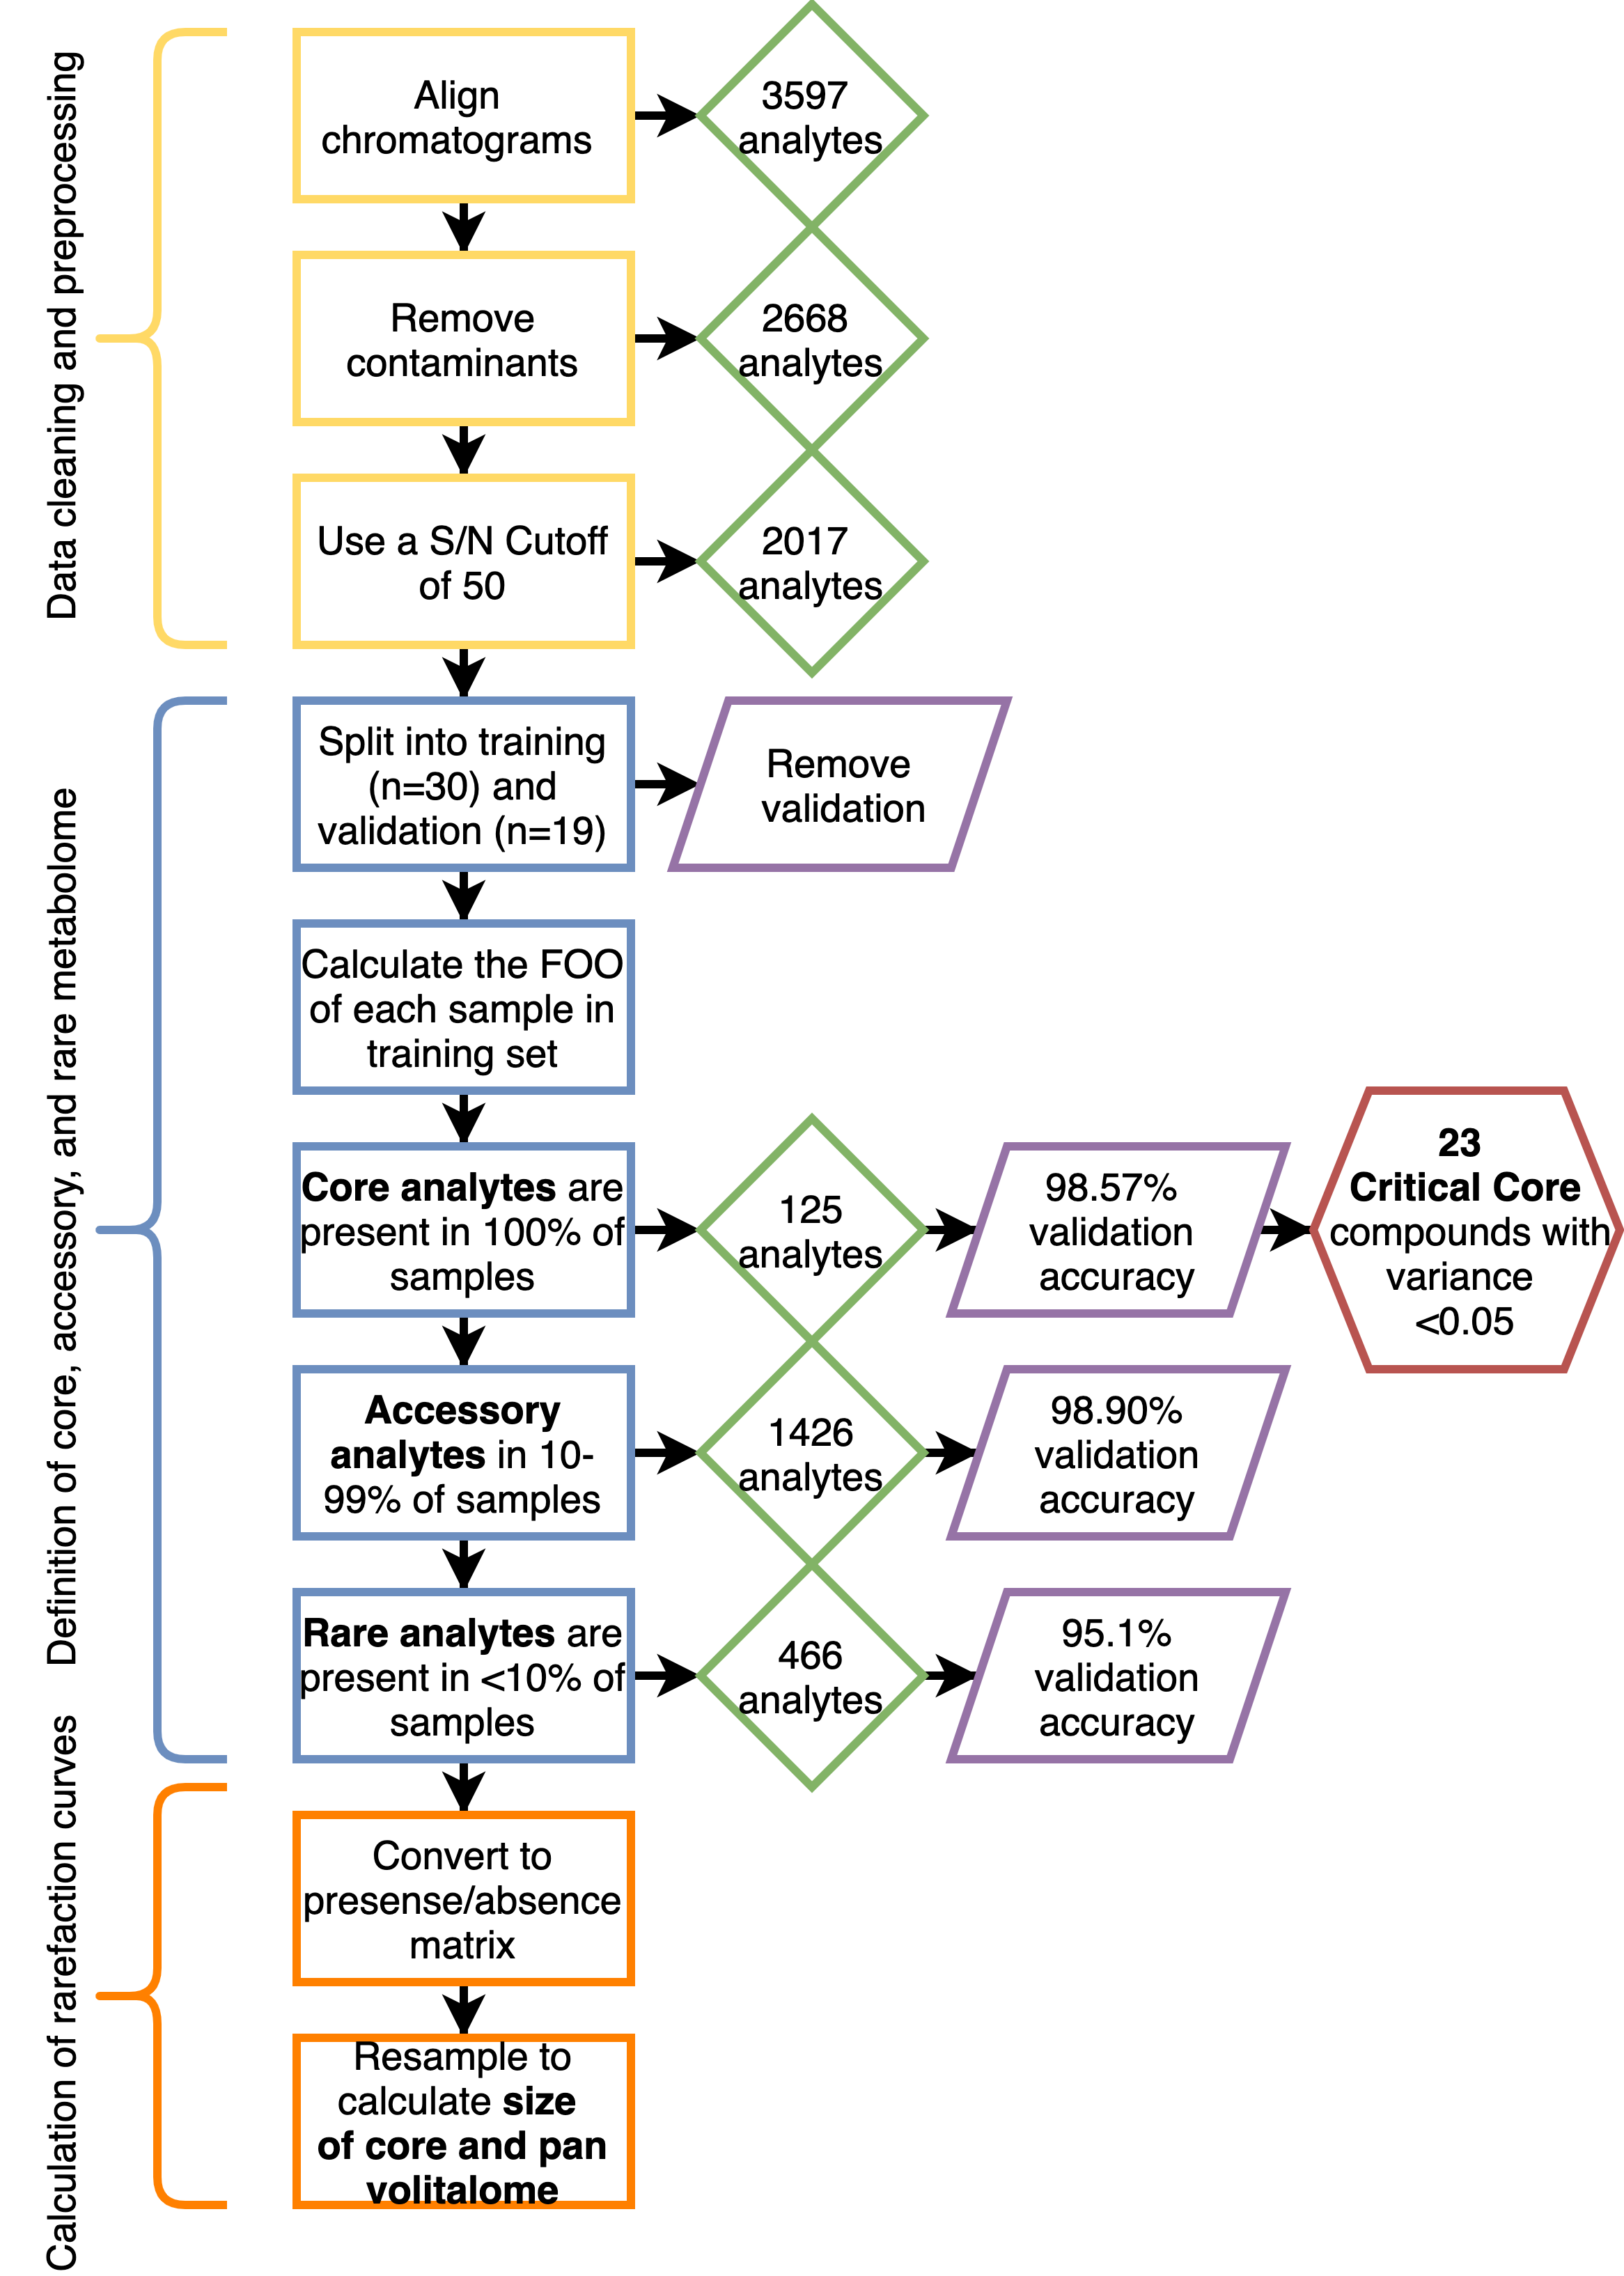 Data cleaning and preprocessing
Align
chromatograms
3597
analytes
Remove
contaminants
2668
analytes
Use a S/N Cutoff
of 50
2017
analytes
Definition of core, accessory, and rare metabolome
Split into training
(n=30) and
validation (n=19)
Remove
validation
Calculate the FOO
of each sample in
training set
Core analytes are
present in 100% of
samples
125
analytes
98.57%
validation
accuracy
23
Critical Core
compounds with
variance
<0.05
Accessory
analytes in 10-
99% of samples
1426
analytes
98.90%
validation
accuracy
Rare analytes are
present in <10% of
samples
466
analytes
95.1%
validation
accuracy
Calculation of rarefaction curves
Convert to
presense/absence
matrix
Resample to
calculate size
of core and pan
volitalome